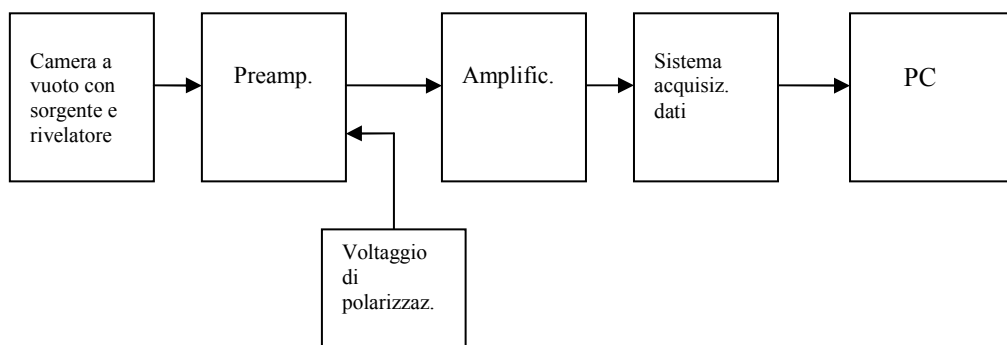 Camera a
vuoto con
sorgente e
rivelatore
Preamp.
Amplific.
Sistema
acquisiz.
dati
PC
Voltaggio
di
polarizzaz.